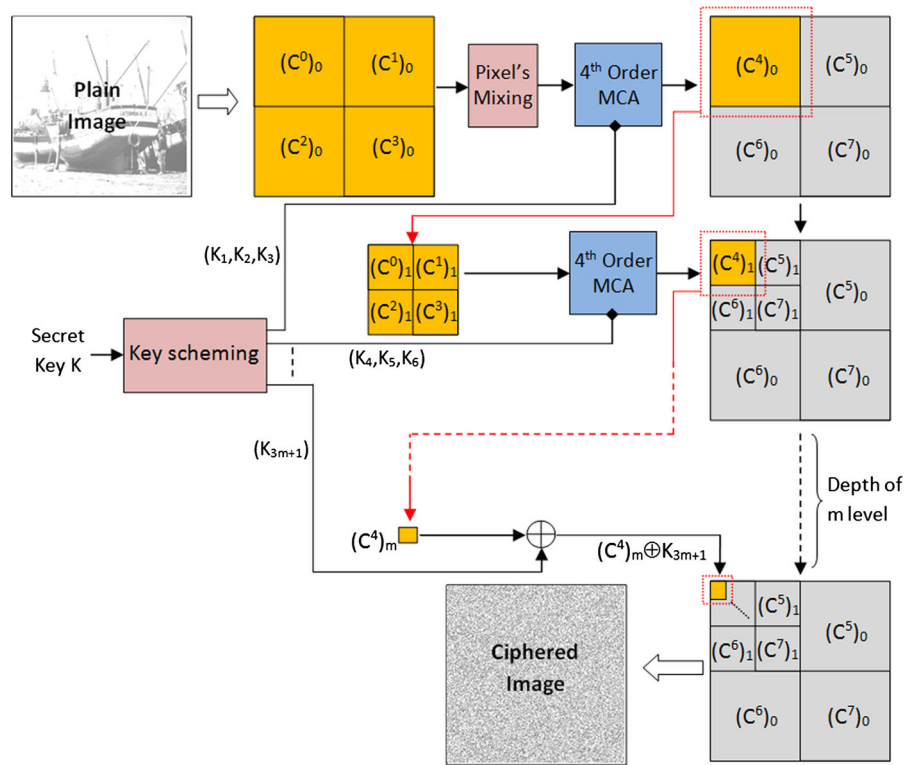 Plain
Image
(C⁰)₀
(C¹)₀
(C²)₀
(C³)₀
Pixel's
Mixing
4ᵗʰ Order
MCA
(C⁴)₀
(C⁵)₀
(C⁶)₀
(C⁷)₀
(K₁,K₂,K₃)
(C⁰)₁
(C¹)₁
(C²)₁
(C³)₁
4ᵗʰ Order
MCA
(C⁴)₁
(C⁵)₁
(C⁶)₁
(C⁷)₁
(C⁵)₀
(C⁶)₀
(C⁷)₀
Secret
Key K
Key scheming
(K₄,K₅,K₆)
(K₃ₘ₊₁)
Depth of
m level
(C⁴)ₘ
(C⁴)ₘ⊕K₃ₘ₊₁
(C⁵)₁
(C⁶)₁
(C⁷)₁
(C⁵)₀
(C⁶)₀
(C⁷)₀
Ciphered
Image